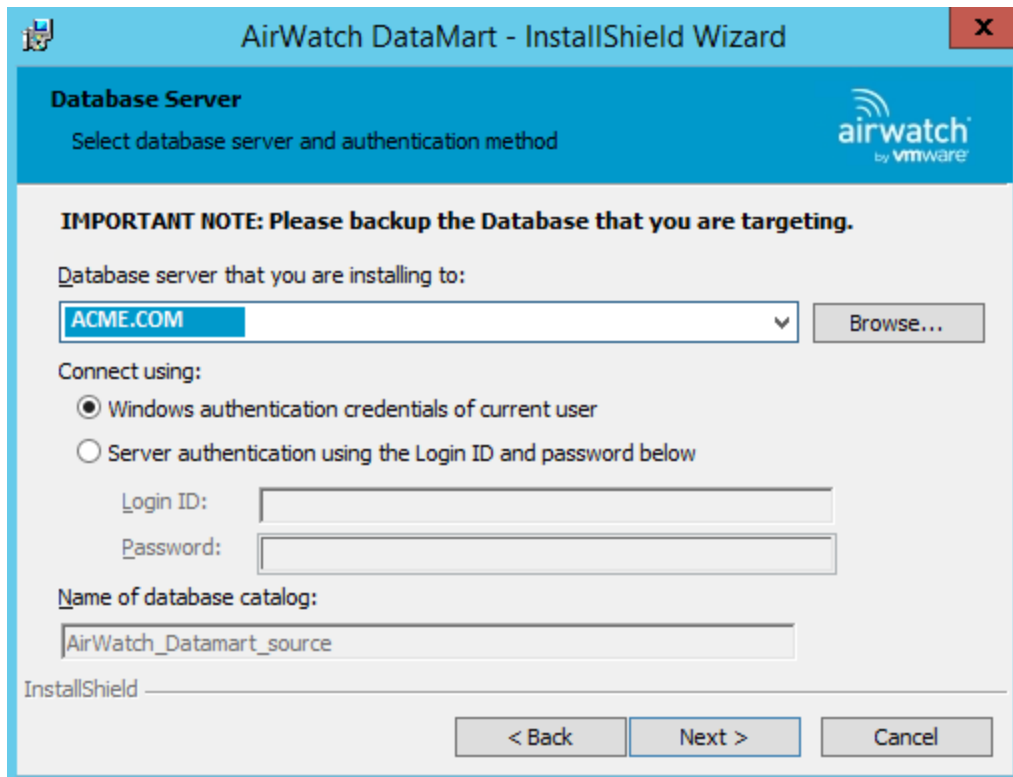 AirWatch DataMart - InstallShield Wizard
x
Database Server
Select database server and authentication method
airwatch
by vmware
IMPORTANT NOTE: Please backup the Database that you are targeting.
Database server that you are installing to:
ACME.COM
Browse...
Connect using:
Windows authentication credentials of current user
Server authentication using the Login ID and password below
Login ID:
Password:
Name of database catalog:
AirWatch_Datamart_source
InstallShield
< Back
Next >
Cancel